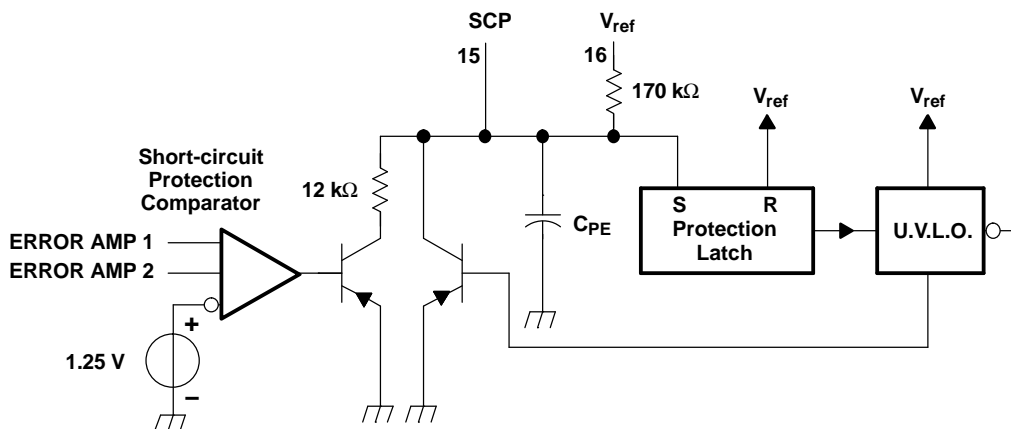 SCP
V_ref
15
16
170 kΩ
V_ref
V_ref
Short-circuit
Protection
Comparator
12 kΩ
S
R
Protection
Latch
U.V.L.O.
C_PE
ERROR AMP 1
ERROR AMP 2
+
1.25 V
−